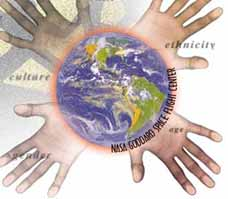 ethnicity
culture
NASA GODDARD SPACE FLIGHT CENTER
age
gender